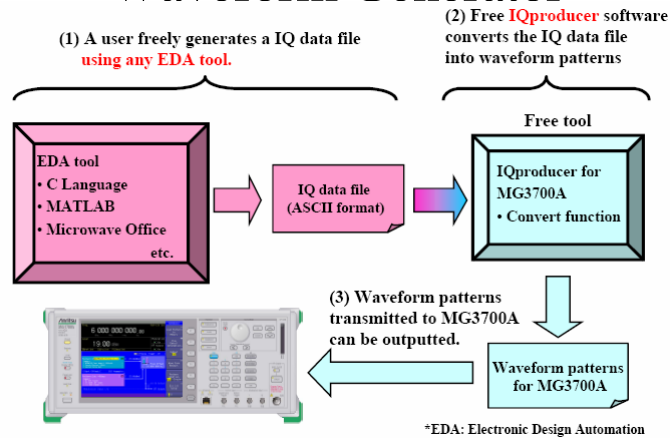 (1) A user freely generates a IQ data file
using any EDA tool.
(2) Free IQproducer software
converts the IQ data file
into waveform patterns
Free tool
EDA tool
• C Language
• MATLAB
• Microwave Office
etc.
IQ data file
(ASCII format)
IQproducer for
MG3700A
• Convert function
(3) Waveform patterns
transmitted to MG3700A
can be outputted.
Anritsu
Waveform patterns
for MG3700A
*EDA: Electronic Design Automation